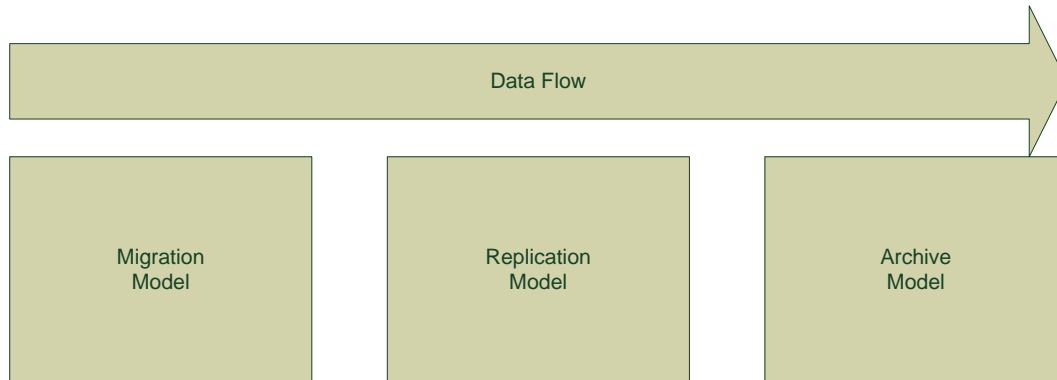 Data Flow
Migration
Model
Replication
Model
Archive
Model